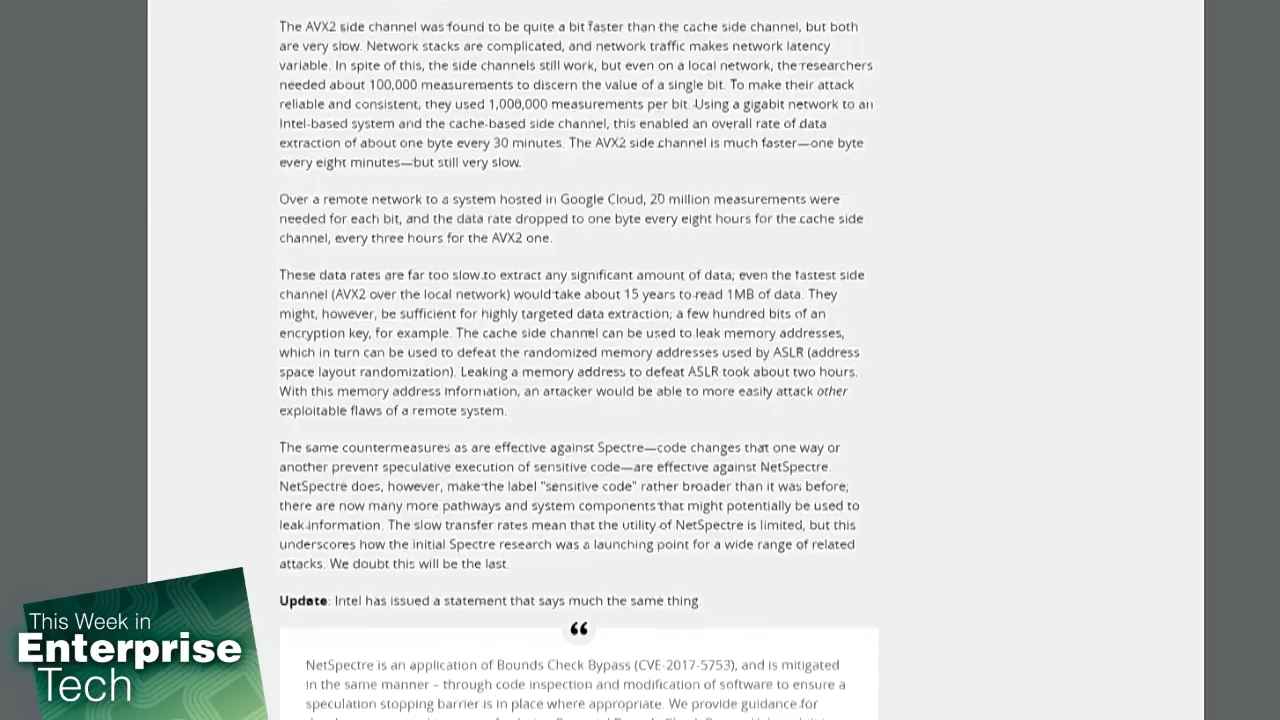 The AVX2 side channel was found to be quite a bit faster than the cache side channel, but both
are very slow. Network stacks are complicated, and network traffic makes network latency
variable. In spite of this, the side channels still work, but even on a local network, the researchers
needed about 100,000 measurements to discern the value of a single bit. To make their attack
reliable and consistent, they used 1,000,000 measurements per bit. Using a gigabit network to an
Intel-based system and the cache-based side channel, this enabled an overall rate of data
extraction of about one byte every 30 minutes. The AVX2 side channel is much faster—one byte
every eight minutes—but still very slow.
Over a remote network to a system hosted in Google Cloud, 20 million measurements were
needed for each bit, and the data rate dropped to one byte every eight hours for the cache side
channel, every three hours for the AVX2 one.
These data rates are far too slow to extract any significant amount of data; even the fastest side
channel (AVX2 over the local network) would take about 15 years to read 1MB of data. They
might, however, be sufficient for highly targeted data extraction; a few hundred bits of an
encryption key, for example. The cache side channel can be used to leak memory addresses,
which in turn can be used to defeat the randomized memory addresses used by ASLR (address
space layout randomization). Leaking a memory address to defeat ASLR took about two hours.
With this memory address information, an attacker would be able to more easily attack other
exploitable flaws of a remote system.
The same countermeasures as are effective against Spectre—code changes that one way or
another prevent speculative execution of sensitive code—are effective against NetSpectre.
NetSpectre does, however, make the label "sensitive code" rather broader than it was before;
there are now many more pathways and system components that might potentially be used to
leak information. The slow transfer rates mean that the utility of NetSpectre is limited, but this
underscores how the initial Spectre research was a launching point for a wide range of related
attacks. We doubt this will be the last.
Update: Intel has issued a statement that says much the same thing.
“
NetSpectre is an application of Bounds Check Bypass (CVE-2017-5753), and is mitigated
in the same manner – through code inspection and modification of software to ensure a
speculation stopping barrier is in place where appropriate. We provide guidance for
This Week in
Enterprise
Tech